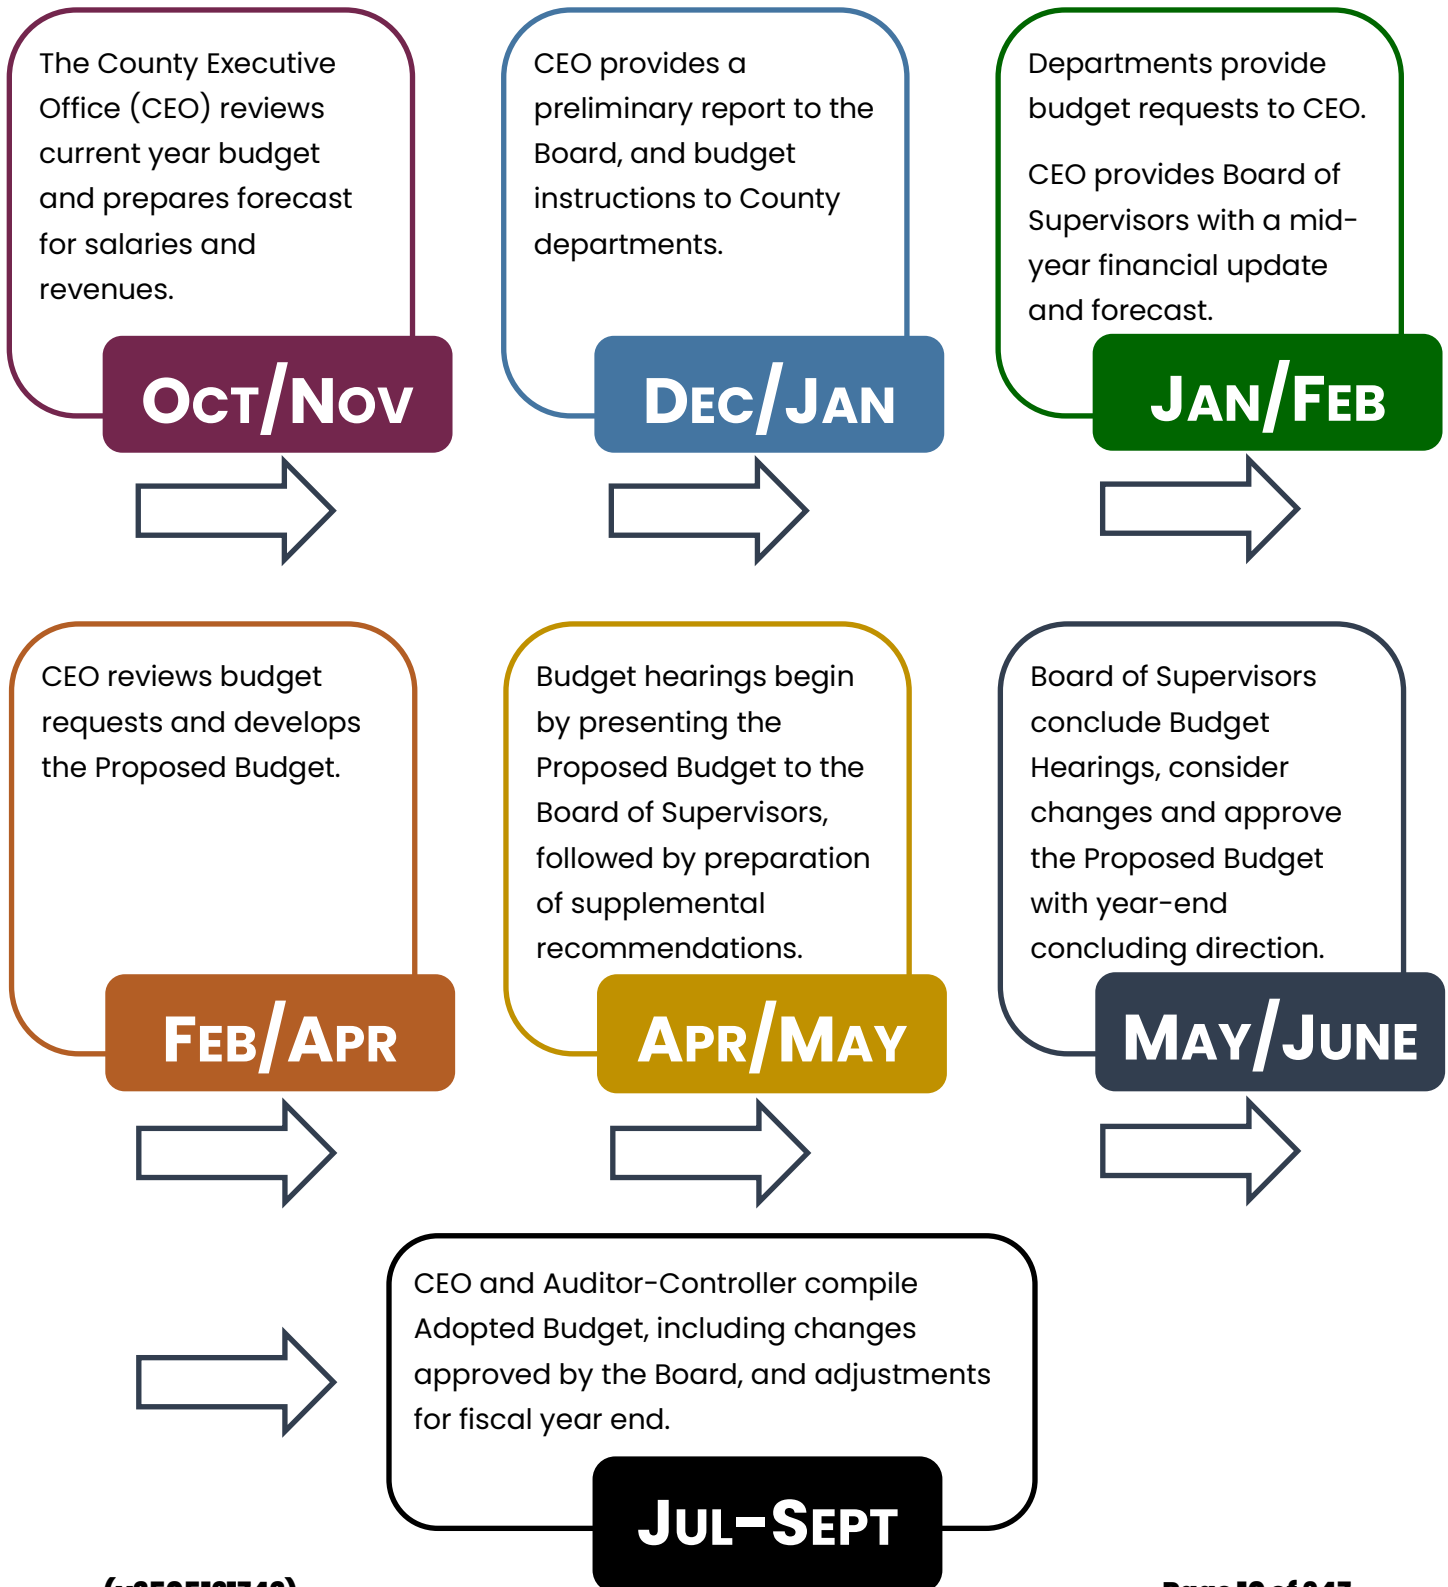 The County Executive
Office (CEO) reviews
current year budget
and prepares forecast
for salaries and
revenues.
OCT/NOV
CEO provides a
preliminary report to the
Board, and budget
instructions to County
departments.
DEC/JAN
Departments provide
budget requests to CEO.
CEO provides Board of
Supervisors with a mid-
year financial update
and forecast.
JAN/FEB
CEO reviews budget
requests and develops
the Proposed Budget.
FEB/APR
Budget hearings begin
by presenting the
Proposed Budget to the
Board of Supervisors,
followed by preparation
of supplemental
recommendations.
APR/MAY
Board of Supervisors
conclude Budget
Hearings, consider
changes and approve
the Proposed Budget
with year-end
concluding direction.
MAY/JUNE
CEO and Auditor-Controller compile
Adopted Budget, including changes
approved by the Board, and adjustments
for fiscal year end.
JUL-SEPT